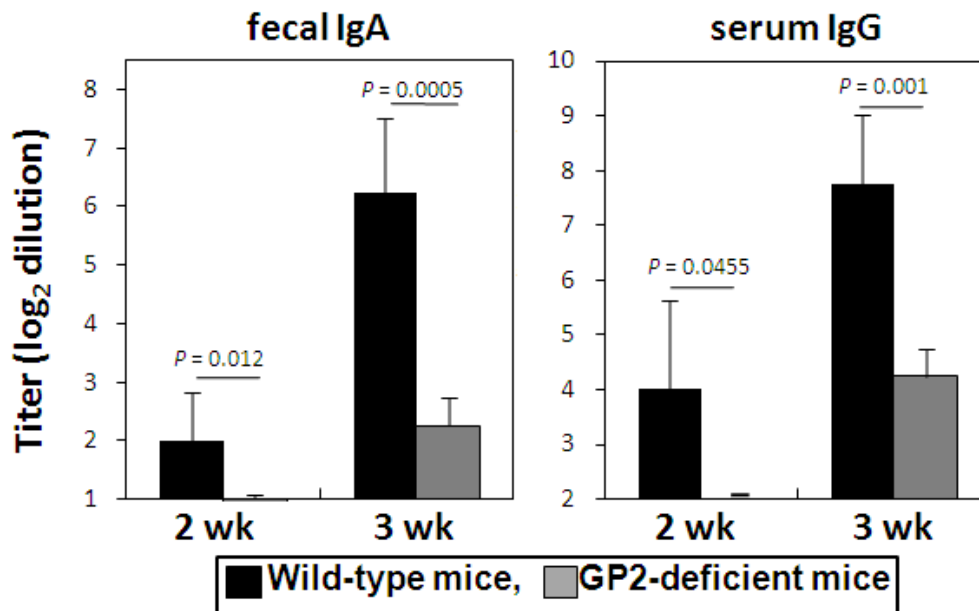 fecal IgA
serum IgG
Titer (log₂ dilution)
8
7
6
5
4
3
2
1
P = 0.012
P = 0.0005
2 wk
3 wk
10
9
8
7
6
5
4
3
2
P = 0.0455
P = 0.001
2 wk
3 wk
Wild-type mice, GP2-deficient mice